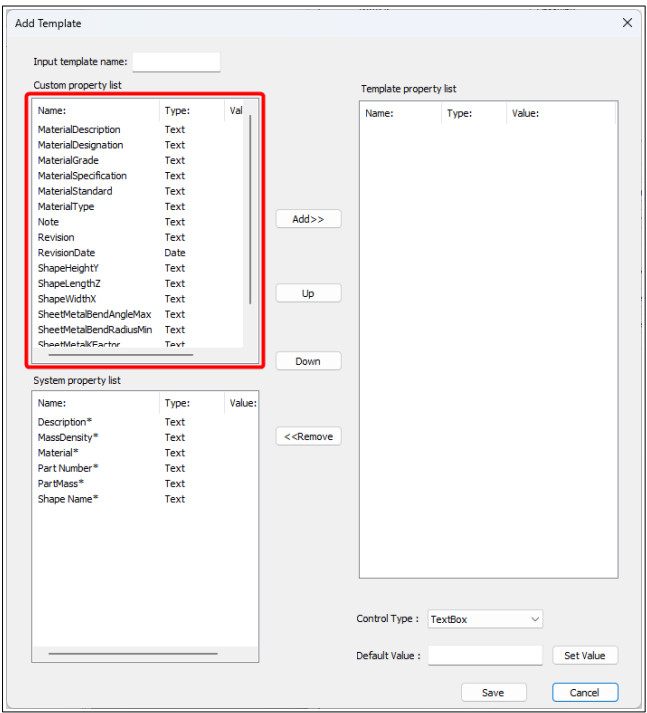 Add Template
Input template name:
Custom property list
Name: Type: Val
MaterialDescription Text
MaterialDesignation Text
MaterialGrade Text
MaterialSpecification Text
MaterialStandard Text
MaterialType Text
Note Text
Revision Text
RevisionDate Date
ShapeHeightY Text
ShapeLengthZ Text
ShapeWidthX Text
SheetMetalBendAngleMax Text
SheetMetalBendRadiusMin Text
SheetMetalKFactor Text
System property list
Name: Type: Value:
Description* Text
MassDensity* Text
Material* Text
Part Number* Text
PartMass* Text
Shape Name* Text
Add>>
Up
Down
<<Remove
Template property list
Name: Type: Value:
Control Type : TextBox
Default Value : Set Value
Save Cancel